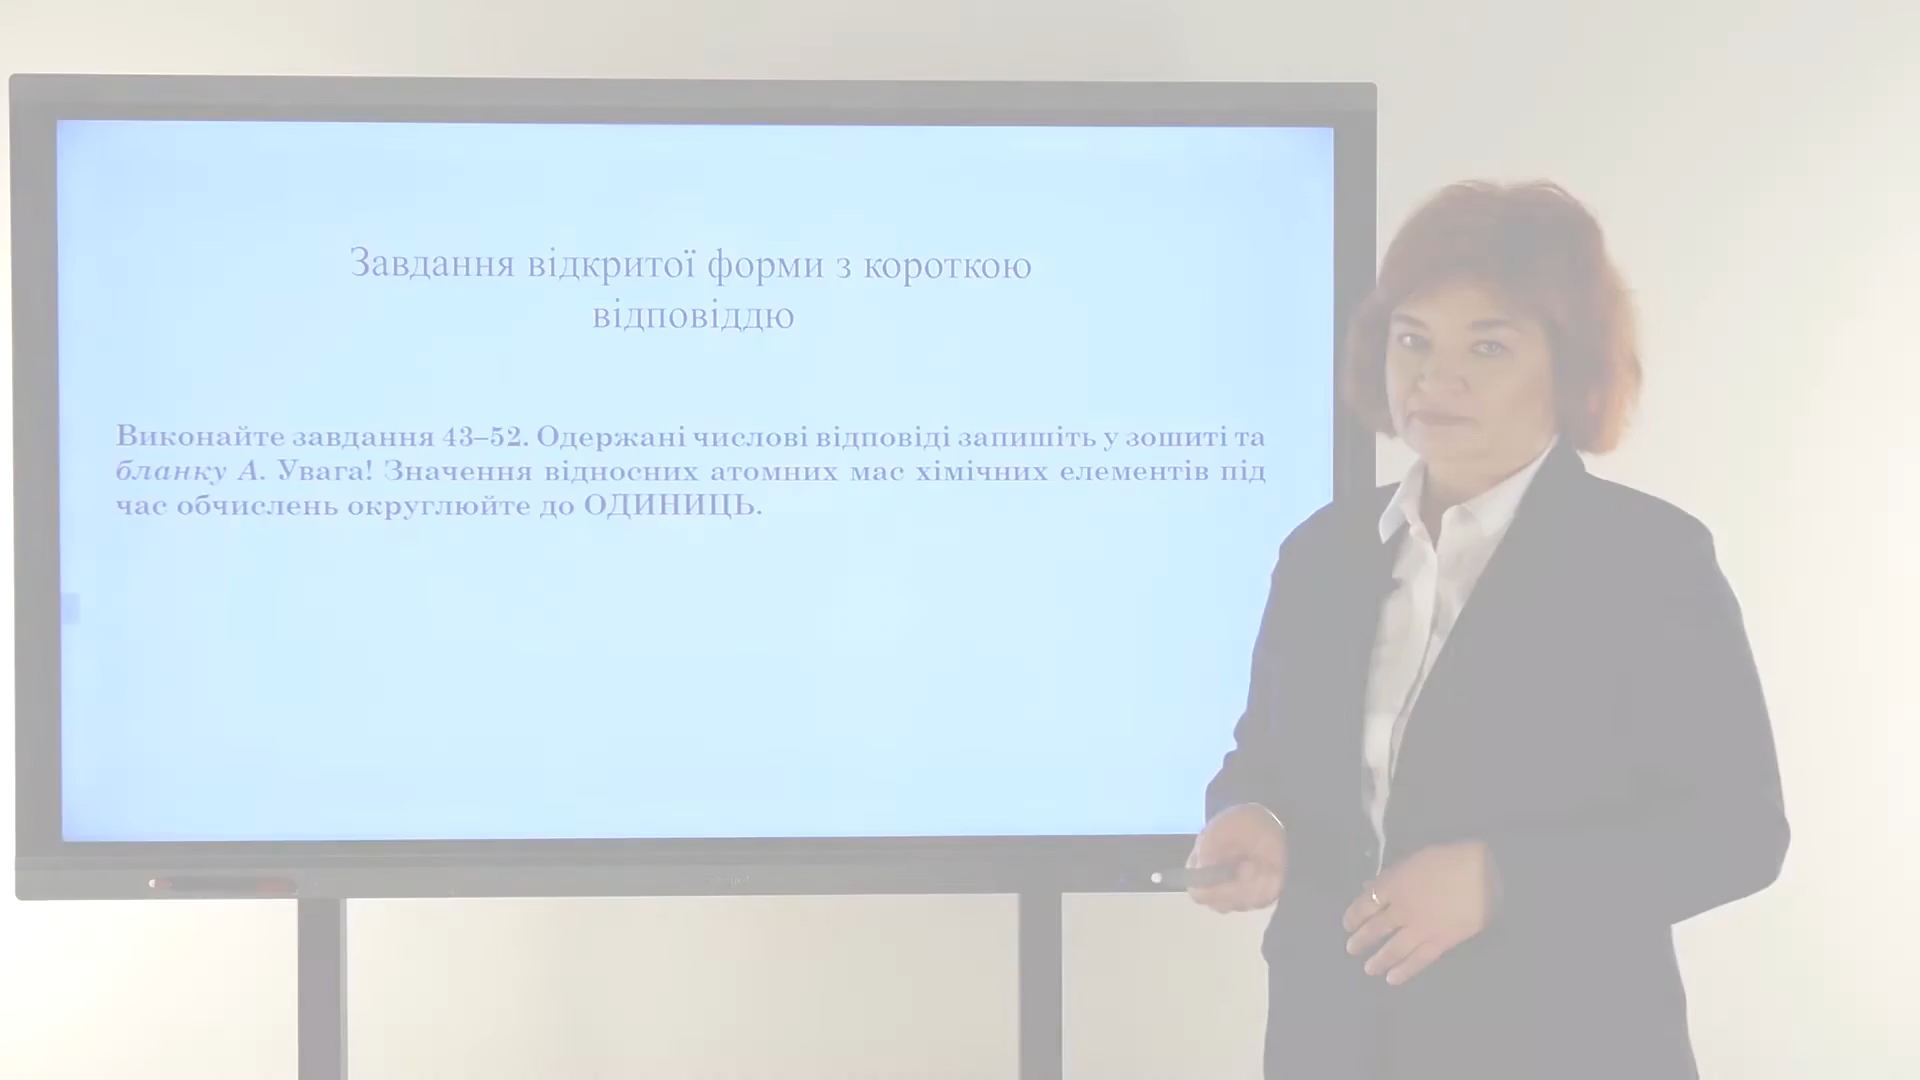 Завдання відкритої форми з короткою
відповіддю
Виконайте завдання 43–52. Одержані числові відповіді запишіть у зошиті та
бланку А. Увага! Значення відносних атомних мас хімічних елементів під
час обчислень округлюйте до ОДИНИЦЬ.